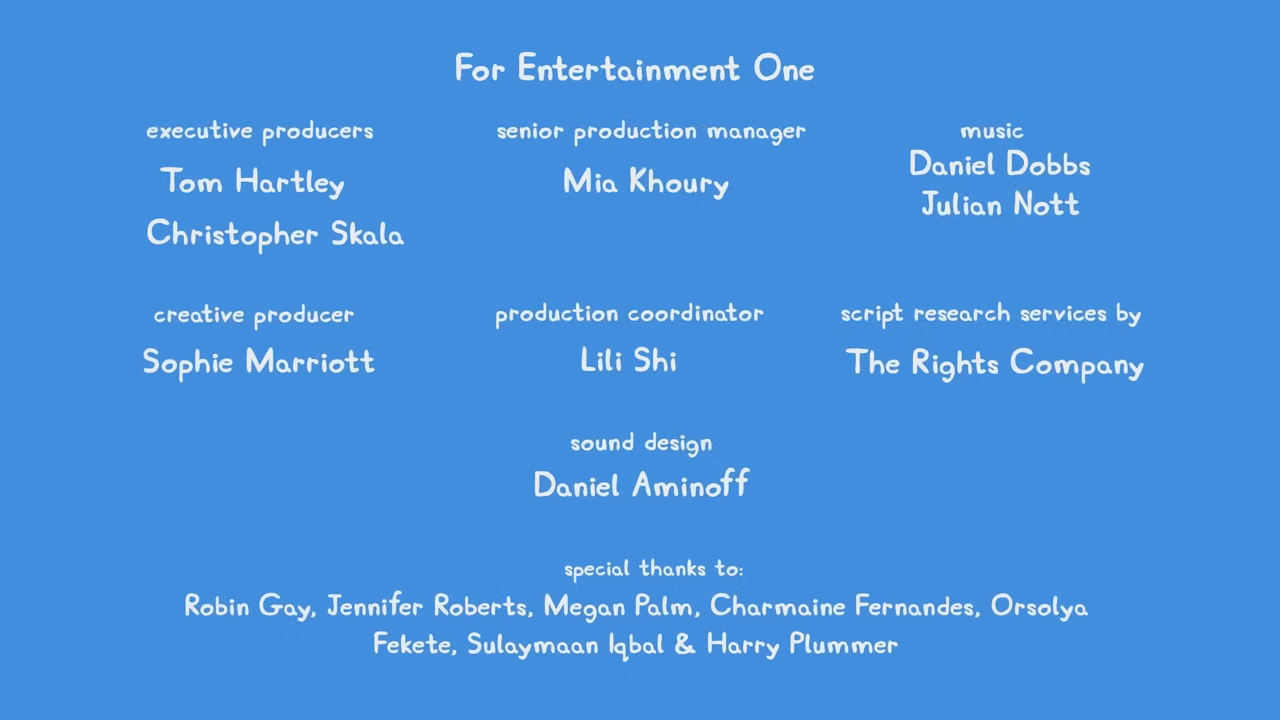 For Entertainment One
executive producers
Tom Hartley
Christopher Skala
senior production manager
Mia Khoury
music
Daniel Dobbs
Julian Nott
creative producer
Sophie Marriott
production coordinator
Lili Shi
script research services by
The Rights Company
sound design
Daniel Aminoff
special thanks to:
Robin Gay, Jennifer Roberts, Megan Palm, Charmaine Fernandes, Orsolya
Fekete, Sulaymaan Iqbal & Harry Plummer